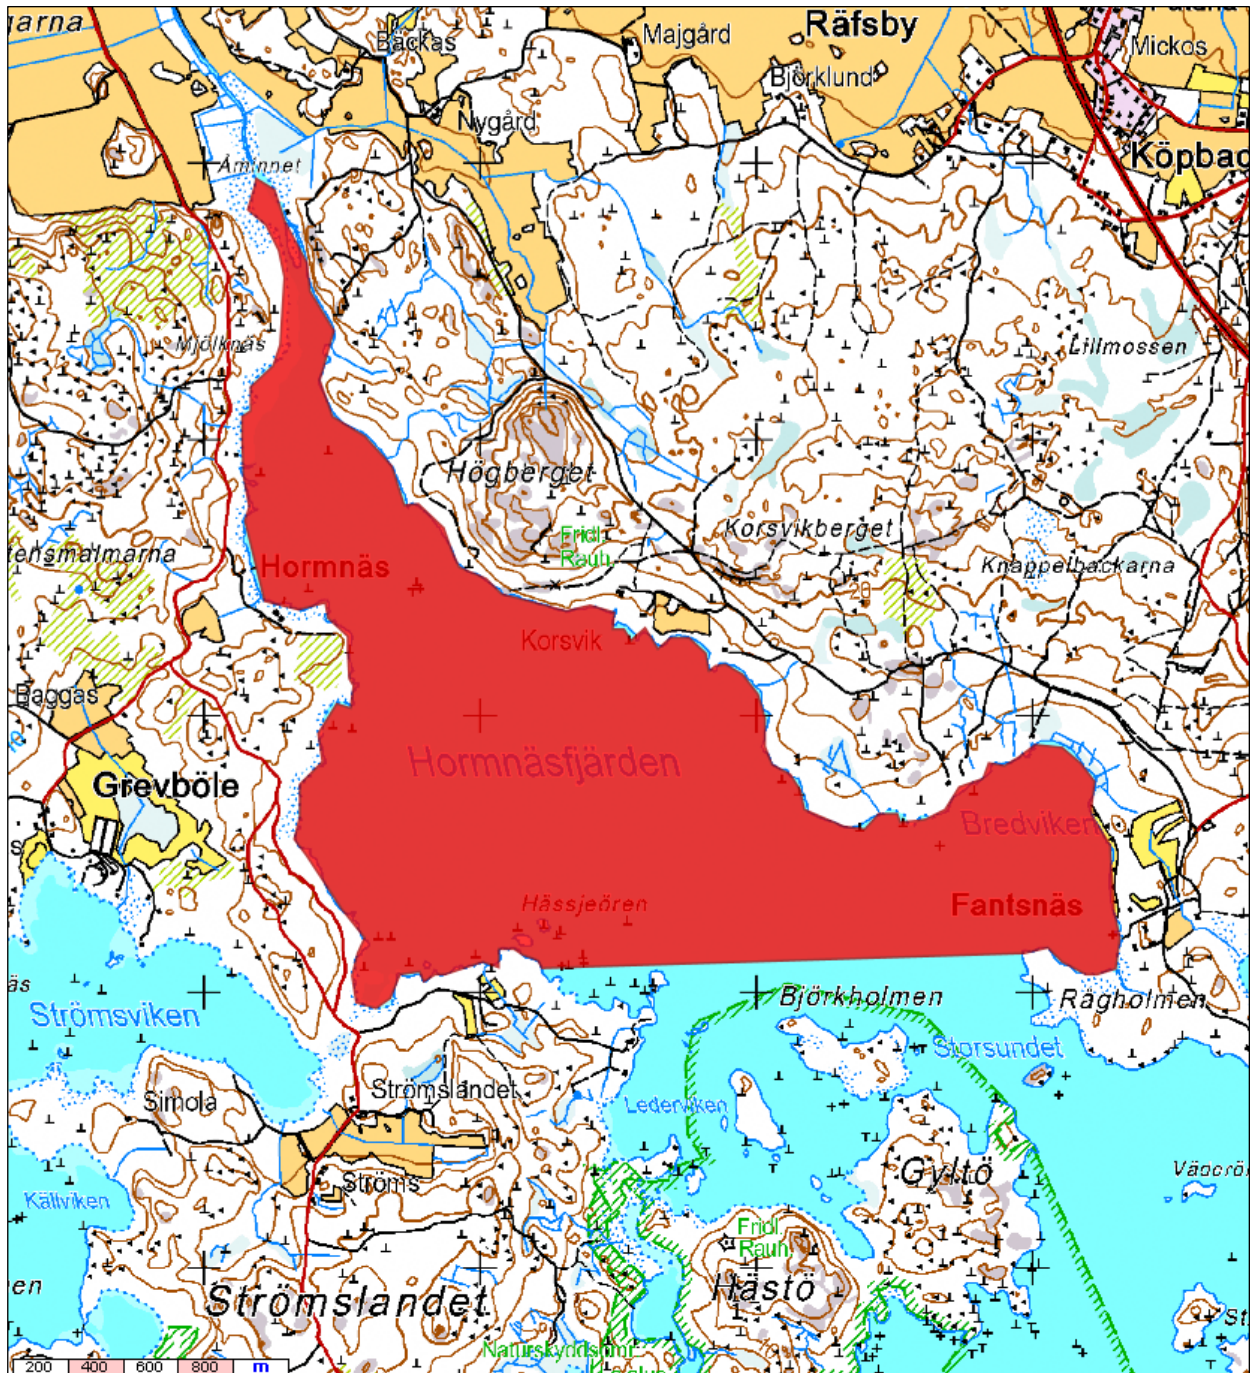 Räfsby
Majgård
Mickos
Bäckas
Björklund
Nygård
Åminnet
Mjölknäs
Lillmossen
Högberget
Korsvikberget
Fridl.
Rauh.
Knappelbackarna
Hormnäs
20
Korsvik
Baggas
Hormnäsfjärden
Grevböle
Bredviken
Hässjeören
Fantsnäs
Björkholmen
Rågholmen
Strömsviken
Storsundet
Strömslandet
Simola
Lederviken
Gyltö
Ströms
Källviken
Fridl.
Rauh.
Hästö
Strömslandet
200 400 600 800 m